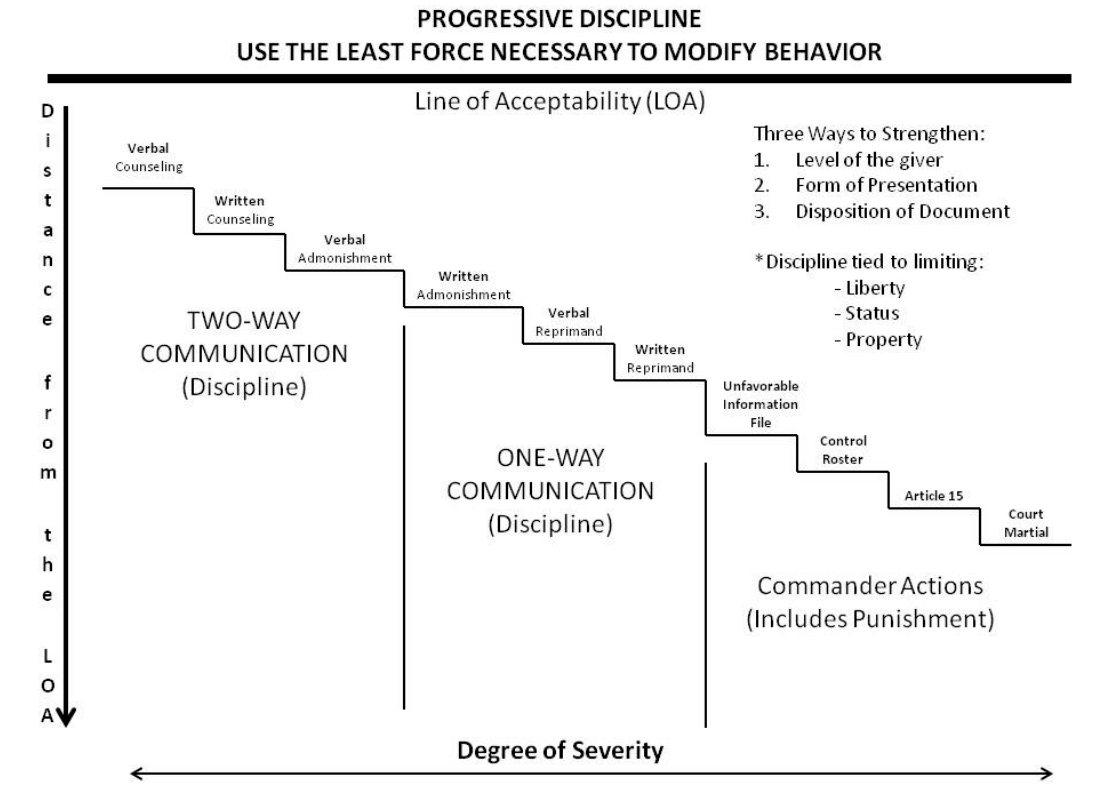 PROGRESSIVE DISCIPLINE
USE THE LEAST FORCE NECESSARY TO MODIFY BEHAVIOR
Line of Acceptability (LOA)
Distance from the LOA
Three Ways to Strengthen:
1. Level of the giver
2. Form of Presentation
3. Disposition of Document
*Discipline tied to limiting:
- Liberty
- Status
- Property
Verbal
Counseling
Written
Counseling
Verbal
Admonishment
Written
Admonishment
Verbal
Reprimand
Written
Reprimand
Unfavorable
Information
File
Control
Roster
Article 15
Court
Martial
TWO-WAY
COMMUNICATION
(Discipline)
ONE-WAY
COMMUNICATION
(Discipline)
Commander Actions
(Includes Punishment)
Degree of Severity